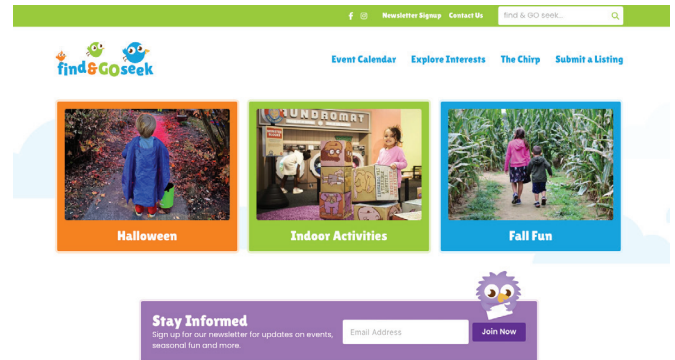 Newsletter Signup Contact Us find & GO seek...
find&GOseek
Event Calendar Explore Interests The Chirp Submit a Listing
LAUNDROMAT
Halloween Indoor Activities Fall Fun
Stay Informed
Sign up for our newsletter for updates on events,
seasonal fun and more.
Email Address
Join Now